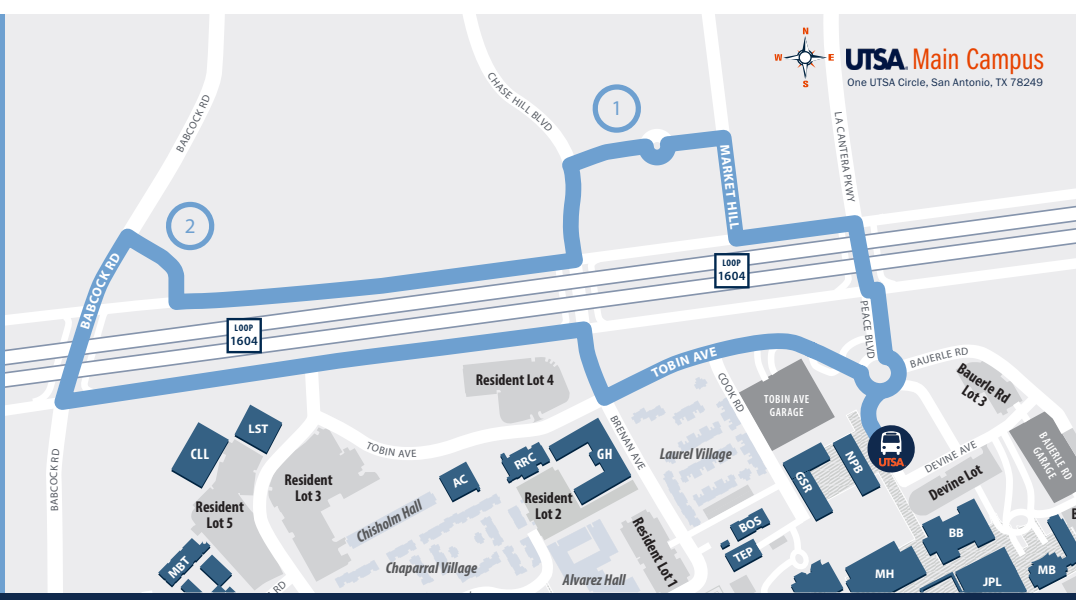 N
W
E
S
UTSA. Main Campus
One UTSA Circle, San Antonio, TX 78249
CHASE HILL BLVD
1
BABCOCK RD
LA CANTERA PKWY
MARKET HILL
2
BABCOCK RD
LOOP
1604
LOOP
1604
PEACE BLVD
TOBIN AVE
BAUERLE RD
Bauerle Rd
Lot 3
Resident Lot 4
COOK RD
TOBIN AVE
GARAGE
LST
CLL
TOBIN AVE
BRENAN AVE
Laurel Village
UTSA
DEVINE AVE
BAUERLE RD
GARAGE
RRC
GH
NPB
GSR
AC
Devine Lot
BABCOCK RD
Resident
Lot 3
Resident
Lot 5
Resident
Lot 2
Chisholm Hall
Resident Lot 1
BOS
TEP
BB
MBT
Chaparral Village
Alvarez Hall
MH
JPL
MB
RD